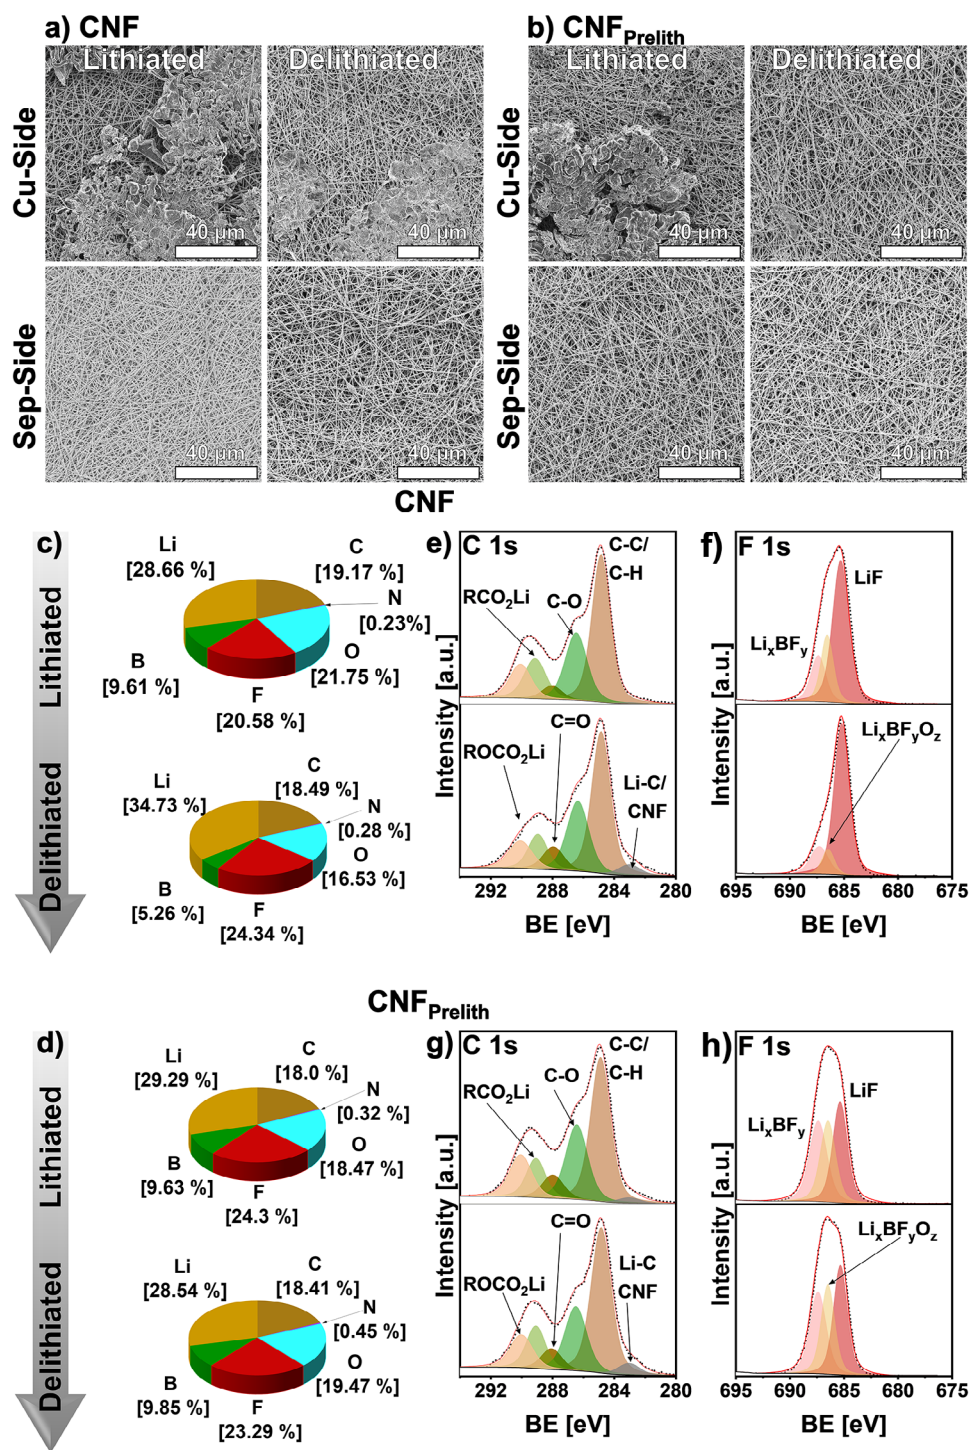 a) CNF
b) CNFPrelith
Lithiated
Delithiated
Lithiated
Delithiated
Cu-Side
Cu-Side
40 µm
40 µm
40 µm
40 µm
Sep-Side
Sep-Side
40 µm
40 µm
40 µm
40 µm
CNF
c)
Lithiated
Delithiated
Li
[28.66 %]
C
[19.17 %]
N
[0.23%]
O
[21.75 %]
F
[20.58 %]
B
[9.61 %]
Li
[34.73 %]
C
[18.49 %]
N
[0.28 %]
O
[16.53 %]
F
[24.34 %]
B
[5.26 %]
e) C 1s
C-C/
C-H
RCO2Li
C-O
C=O
ROCO2Li
Li-C/
CNF
Intensity [a.u.]
292 288 284 280
BE [eV]
f) F 1s
LiF
LixBFy
LixBFyOz
Intensity [a.u.]
695 690 685 680 675
BE [eV]
CNFPrelith
d)
Lithiated
Delithiated
Li
[29.29 %]
C
[18.0 %]
N
[0.32 %]
O
[18.47 %]
F
[24.3 %]
B
[9.63 %]
Li
[28.54 %]
C
[18.41 %]
N
[0.45 %]
O
[19.47 %]
F
[23.29 %]
B
[9.85 %]
g) C 1s
C-C/
C-H
C-O
RCO2Li
C=O
ROCO2Li
Li-C
CNF
Intensity [a.u.]
292 288 284 280
BE [eV]
h) F 1s
LiF
LixBFy
LixBFyOz
Intensity [a.u.]
695 690 685 680 675
BE [eV]